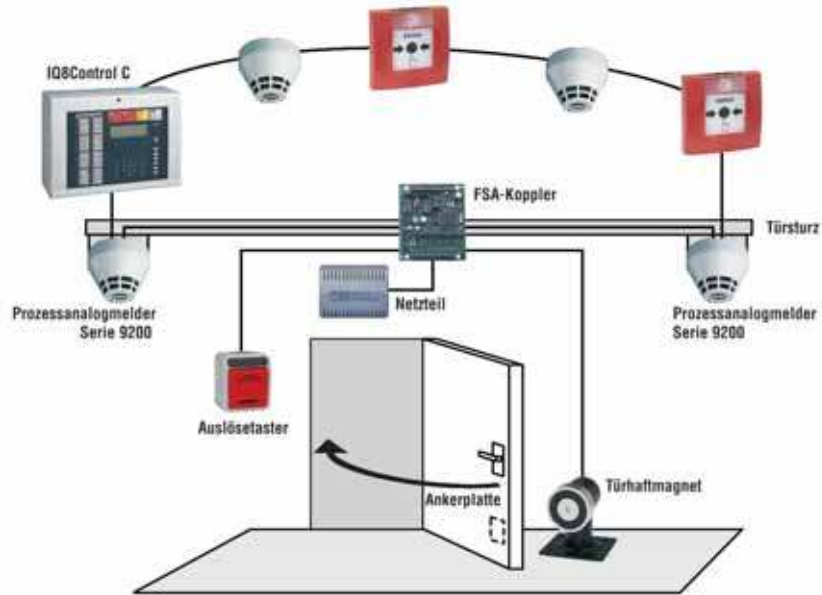 IQ8Control C
FSA-Koppler
Türsturz
Prozessanalogmelder
Serie 9200
Netzteil
Prozessanalogmelder
Serie 9200
Auslösetaster
Ankerplatte
Türhaftmagnet